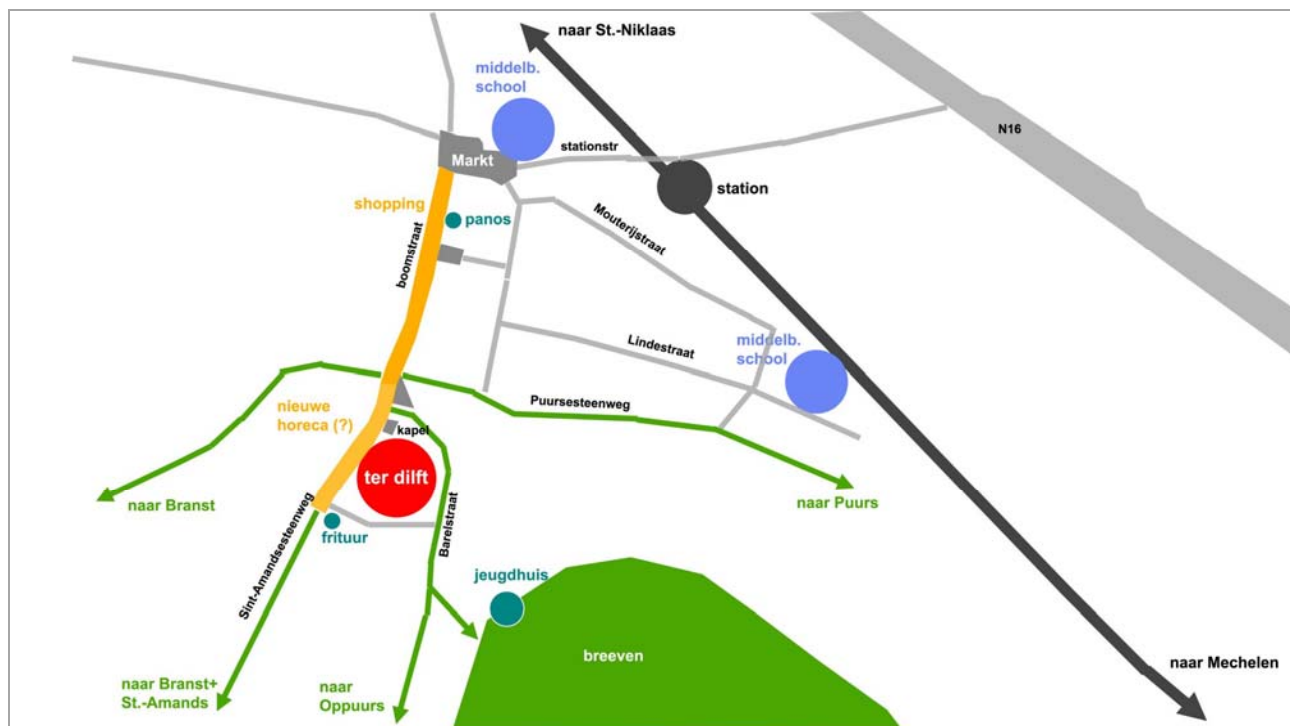 naar St.-Niklaas
middelb.
school
N16
Markt
stationstr
station
shopping
panos
Mouterijstraat
boomstraat
Lindestraat
middelb.
school
nieuwe
horeca (?)
Puursesteenweg
kapel
ter dilft
naar Branst
naar Puurs
Sint-Amandsesteenweg
frituur
Barelstraat
jeugdhuis
breeven
naar Mechelen
naar Branst+
St.-Amands
naar
Oppuurs